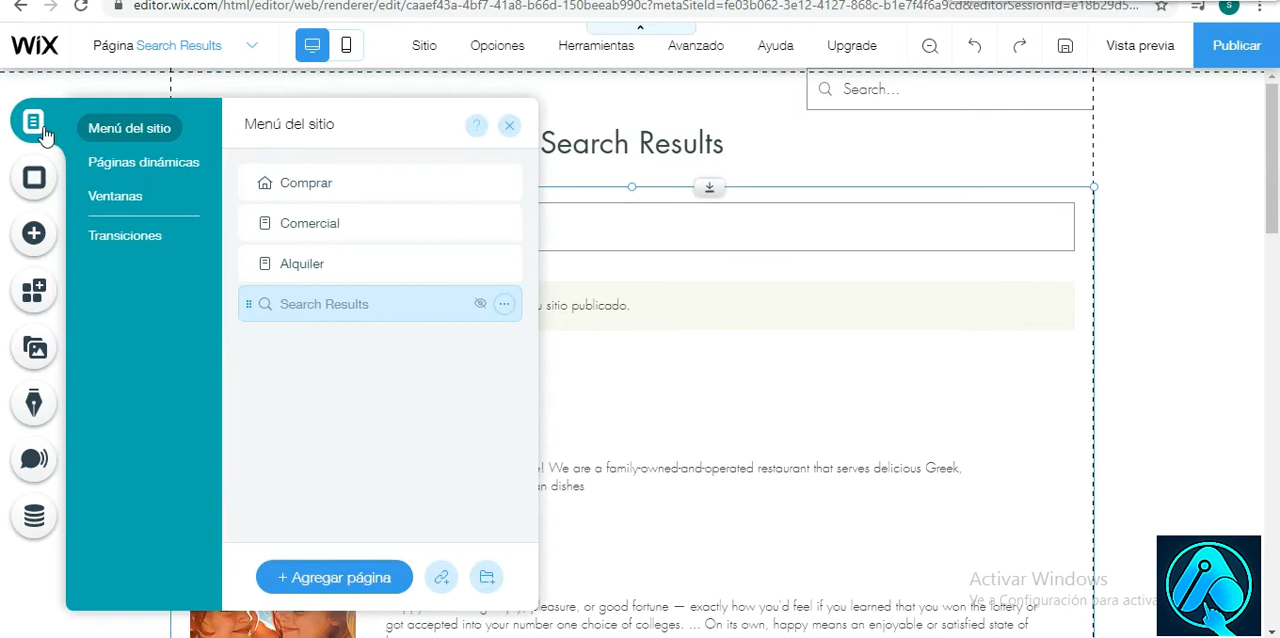 editor.wix.com/html/editor/web/renderer/edit/caaef43a-4bf7-41a8-b66d-150beeab990c?metaSiteId=fe03b062-3e12-4127-868c-b1e7f4f6a9cd&editorSessionId=e18b29d5...
S
WiX
Página Search Results
Sitio
Opciones
Herramientas
Avanzado
Ayuda
Upgrade
Vista previa
Publicar
Search...
Menú del sitio
Páginas dinámicas
Ventanas
Transiciones
Menú del sitio
?
Comprar
Comercial
Alquiler
Search Results
+ Agregar página
Search Results
sitio publicado.
We are a family-owned-and-operated restaurant that serves delicious Greek,
an dishes
Activar Windows
Ve a Configuración para activa
pleasure, or good fortune — exactly how you'd feel if you learned that you won the lottery or
got accepted into your number one choice of colleges. ... On its own, happy means an enjoyable or satisfied state of